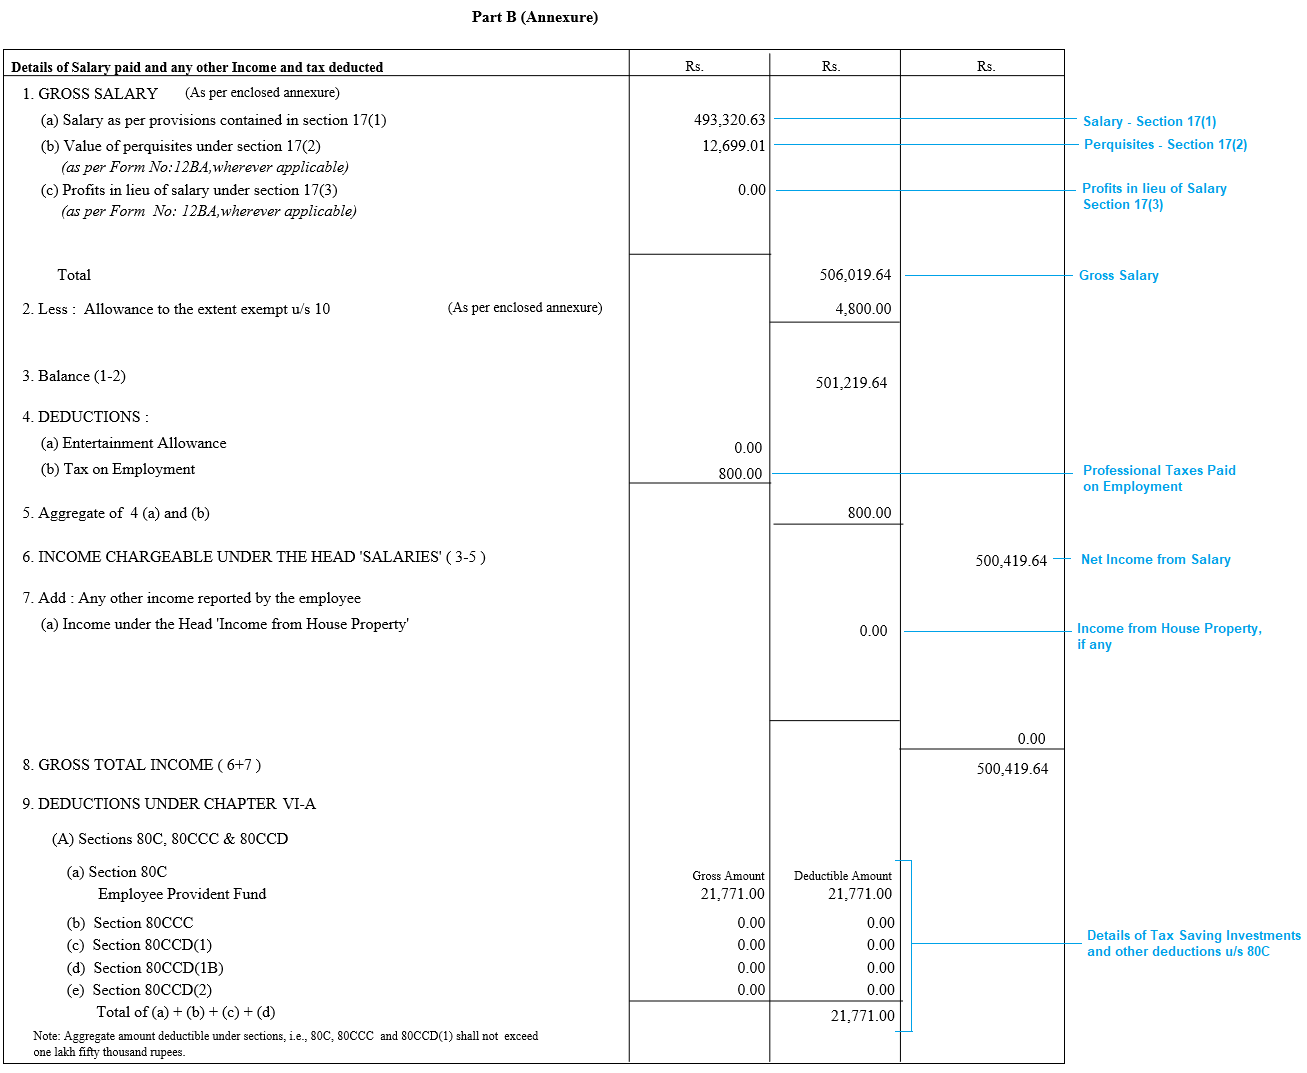 Part B (Annexure)
Details of Salary paid and any other Income and tax deducted Rs. Rs. Rs.
1. GROSS SALARY (As per enclosed annexure)
(a) Salary as per provisions contained in section 17(1) 493,320.63 Salary - Section 17(1)
(b) Value of perquisites under section 17(2) 12,699.01 Perquisites - Section 17(2)
(as per Form No:12BA,wherever applicable)
(c) Profits in lieu of salary under section 17(3) 0.00 Profits in lieu of Salary
Section 17(3)
(as per Form No: 12BA,wherever applicable)
Total 506,019.64 Gross Salary
2. Less : Allowance to the extent exempt u/s 10 (As per enclosed annexure) 4,800.00
3. Balance (1-2) 501,219.64
4. DEDUCTIONS :
(a) Entertainment Allowance 0.00
(b) Tax on Employment 800.00 Professional Taxes Paid
on Employment
5. Aggregate of 4 (a) and (b) 800.00
6. INCOME CHARGEABLE UNDER THE HEAD 'SALARIES' ( 3-5 ) 500,419.64 Net Income from Salary
7. Add : Any other income reported by the employee
(a) Income under the Head 'Income from House Property' 0.00 Income from House Property,
if any
0.00
8. GROSS TOTAL INCOME ( 6+7 ) 500,419.64
9. DEDUCTIONS UNDER CHAPTER VI-A
(A) Sections 80C, 80CCC & 80CCD
(a) Section 80C Gross Amount Deductible Amount
Employee Provident Fund 21,771.00 21,771.00
(b) Section 80CCC 0.00 0.00
(c) Section 80CCD(1) 0.00 0.00 Details of Tax Saving Investments
and other deductions u/s 80C
(d) Section 80CCD(1B) 0.00 0.00
(e) Section 80CCD(2) 0.00 0.00
Total of (a) + (b) + (c) + (d) 21,771.00
Note: Aggregate amount deductible under sections, i.e., 80C, 80CCC and 80CCD(1) shall not exceed
one lakh fifty thousand rupees.